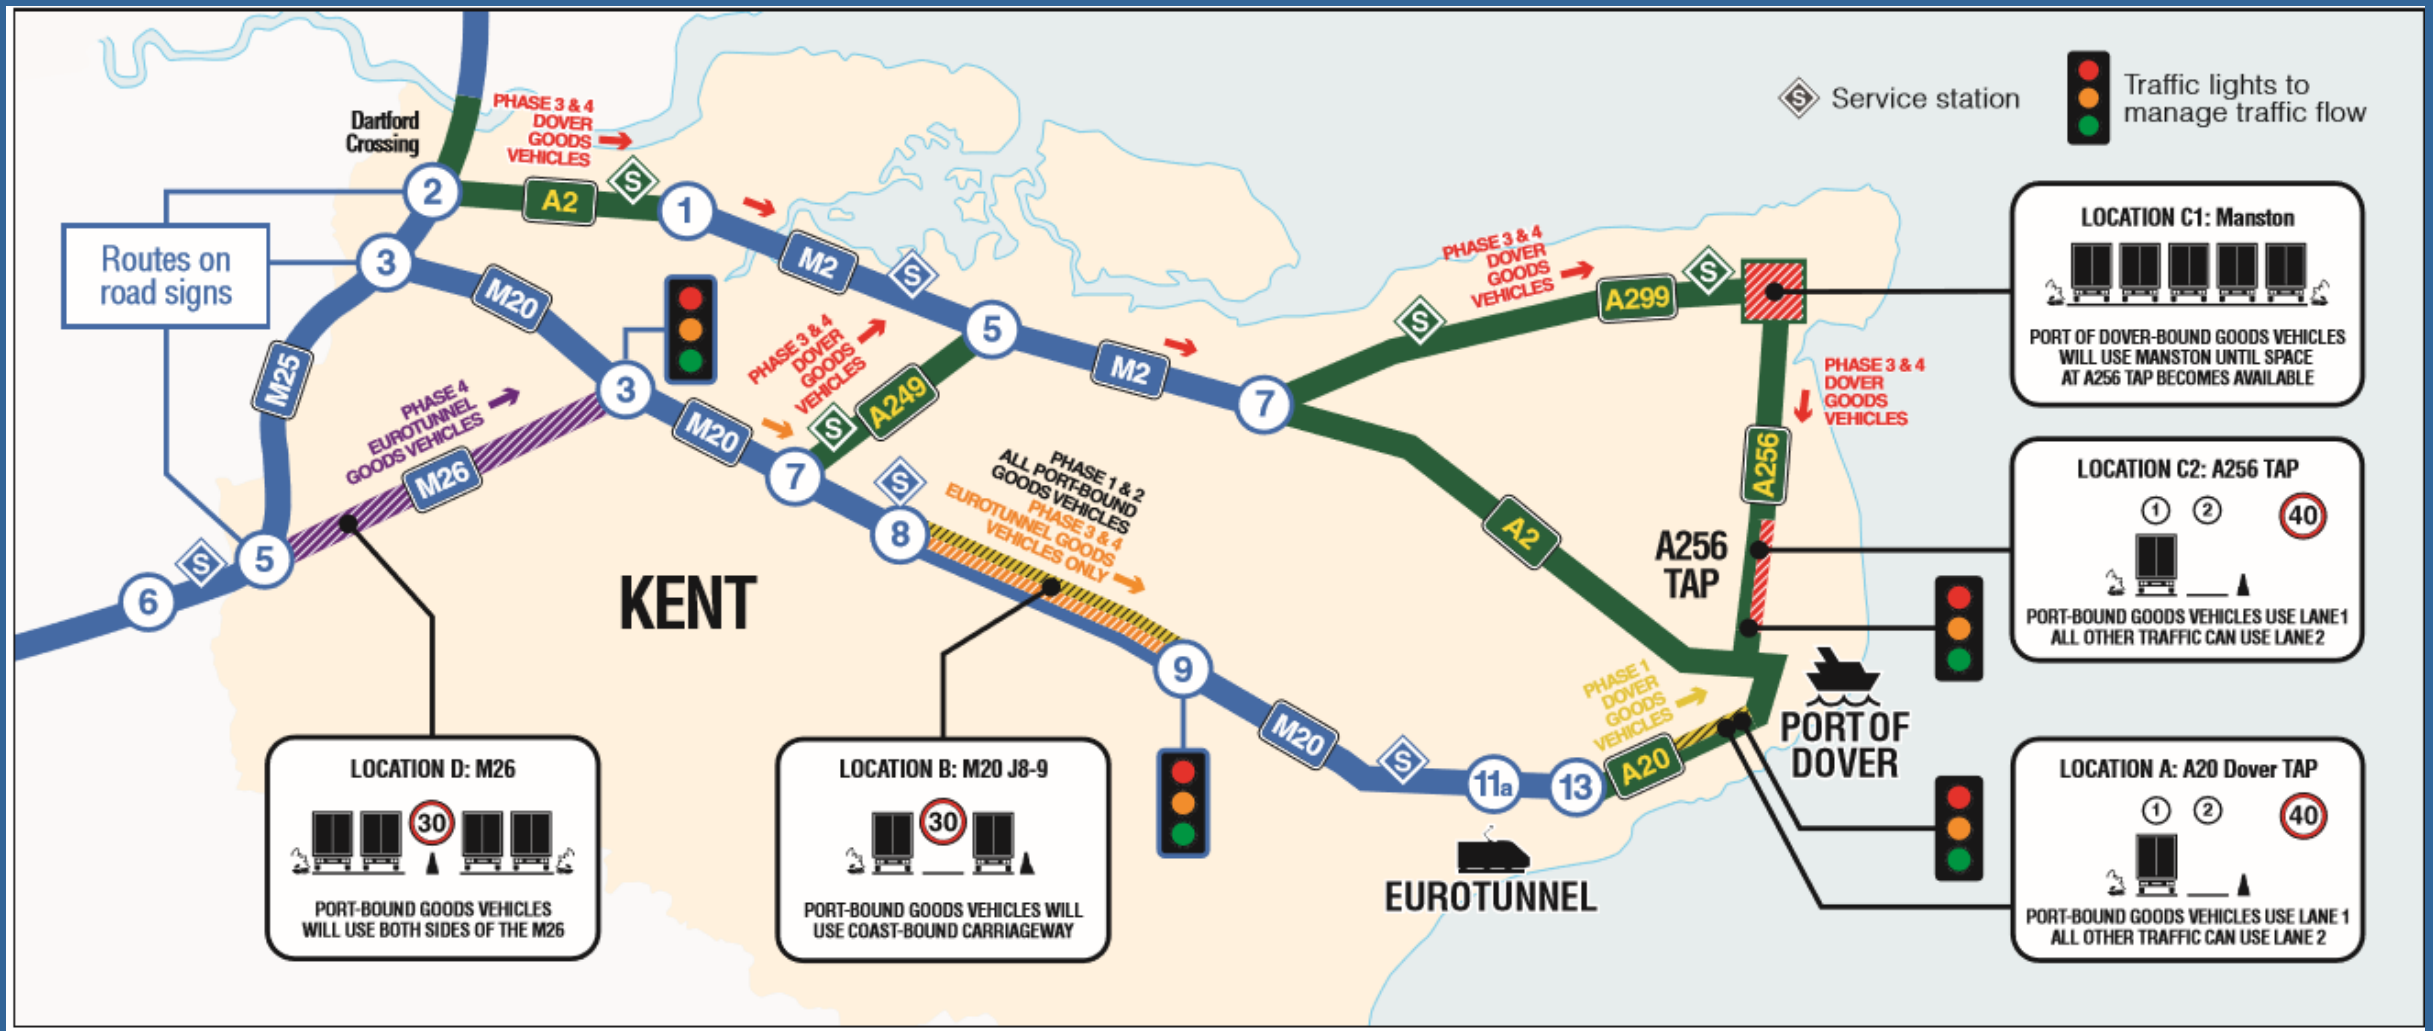 Service station
Traffic lights to
manage traffic flow
Dartford
Crossing
PHASE 3 & 4
DOVER
GOODS
VEHICLES
2
A2
S
1
Routes on
road signs
3
M20
M2
S
5
M2
7
M25
PHASE 4
EUROTUNNEL
GOODS VEHICLES
M26
3
M20
7
PHASE 3 & 4
DOVER
GOODS
VEHICLES
S
A249
S
8
PHASE 1 & 2
ALL PORT-BOUND
GOODS VEHICLES
PHASE 3 & 4
EUROTUNNEL GOODS
VEHICLES ONLY
5
S
6
KENT
9
M20
S
11a
13
A20
EUROTUNNEL
PHASE 1
DOVER
GOODS
VEHICLES
PORT OF
DOVER
A2
PHASE 3 & 4
DOVER
GOODS
VEHICLES
S
A299
S
PHASE 3 & 4
DOVER
GOODS
VEHICLES
A256
A256
TAP
S
LOCATION C1: Manston
PORT OF DOVER-BOUND GOODS VEHICLES
WILL USE MANSTON UNTIL SPACE
AT A256 TAP BECOMES AVAILABLE
LOCATION C2: A256 TAP
1 2 40
PORT-BOUND GOODS VEHICLES USE LANE 1
ALL OTHER TRAFFIC CAN USE LANE 2
LOCATION A: A20 Dover TAP
1 2 40
PORT-BOUND GOODS VEHICLES USE LANE 1
ALL OTHER TRAFFIC CAN USE LANE 2
LOCATION D: M26
30
PORT-BOUND GOODS VEHICLES
WILL USE BOTH SIDES OF THE M26
LOCATION B: M20 J8-9
30
PORT-BOUND GOODS VEHICLES WILL
USE COAST-BOUND CARRIAGEWAY